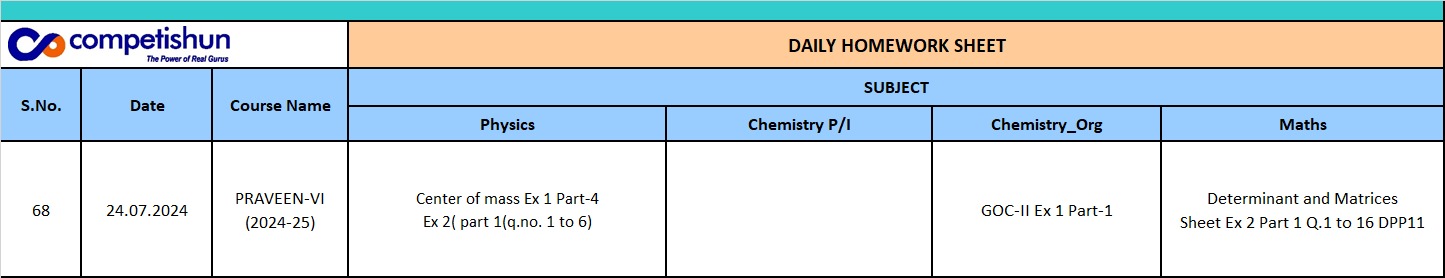 competishun
The Power of Real Gurus
DAILY HOMEWORK SHEET
S.No.
Date
Course Name
SUBJECT
Physics
Chemistry P/I
Chemistry_Org
Maths
68
24.07.2024
PRAVEEN-VI
(2024-25)
Center of mass Ex 1 Part-4
Ex 2( part 1(q.no. 1 to 6)
GOC-II Ex 1 Part-1
Determinant and Matrices
Sheet Ex 2 Part 1 Q.1 to 16 DPP11